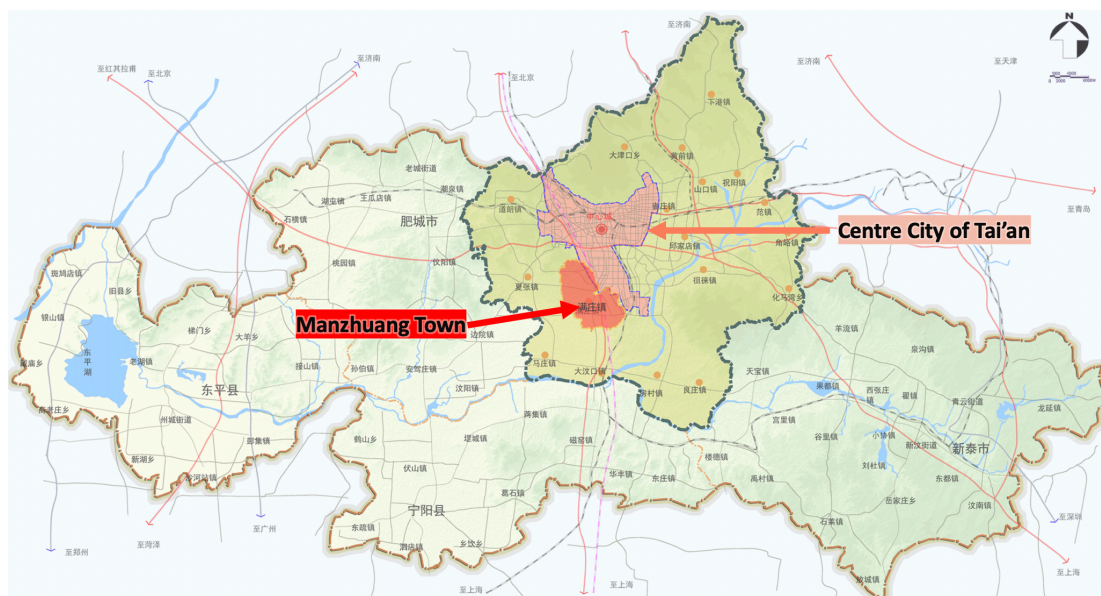 至济南
N
至红其拉甫
至北京
至济南
至北京
至济南
至天津
下港镇
大津口乡
黄前镇
老城街道
潮泉镇
王瓜店镇
湖屯镇
石横镇
肥城市
道朗镇
山口镇
祝阳镇
范镇
中心城
至青岛
Centre City of Tai'an
邱家店镇
角峪镇
桃园镇
仪阳镇
夏张镇
徂徕镇
化马湾乡
斑鸠店镇
旧县乡
银山镇
满庄镇
Manzhuang Town
梯门乡
大羊乡
边院镇
羊流镇
泉沟镇
东平湖
老湖镇
接山镇
孙伯镇
安驾庄镇
马庄镇
大汶口镇
东平县
汶阳镇
房村镇
良庄镇
天宝镇
果都镇
西张庄镇
翟镇
青云街道
龙廷镇
州城街道
蒋集镇
宫里镇
谷里镇
小协镇
新汶街道
新泰市
鹤山乡
堽城镇
磁窑镇
楼德镇
刘杜镇
新湖乡
沙河站镇
伏山镇
华丰镇
东庄镇
禹村镇
东都镇
岳家庄乡
汶南镇
葛石镇
宁阳县
石莱镇
至深圳
东疏镇
泗店镇
乡饮乡
至郑州
至菏泽
至广州
至上海
至上海
至上海
放城镇